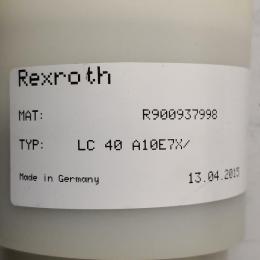 Rexroth
MAT: R900937998
TYP: LC 40 A10E7X/
Made in Germany 13.04.2015